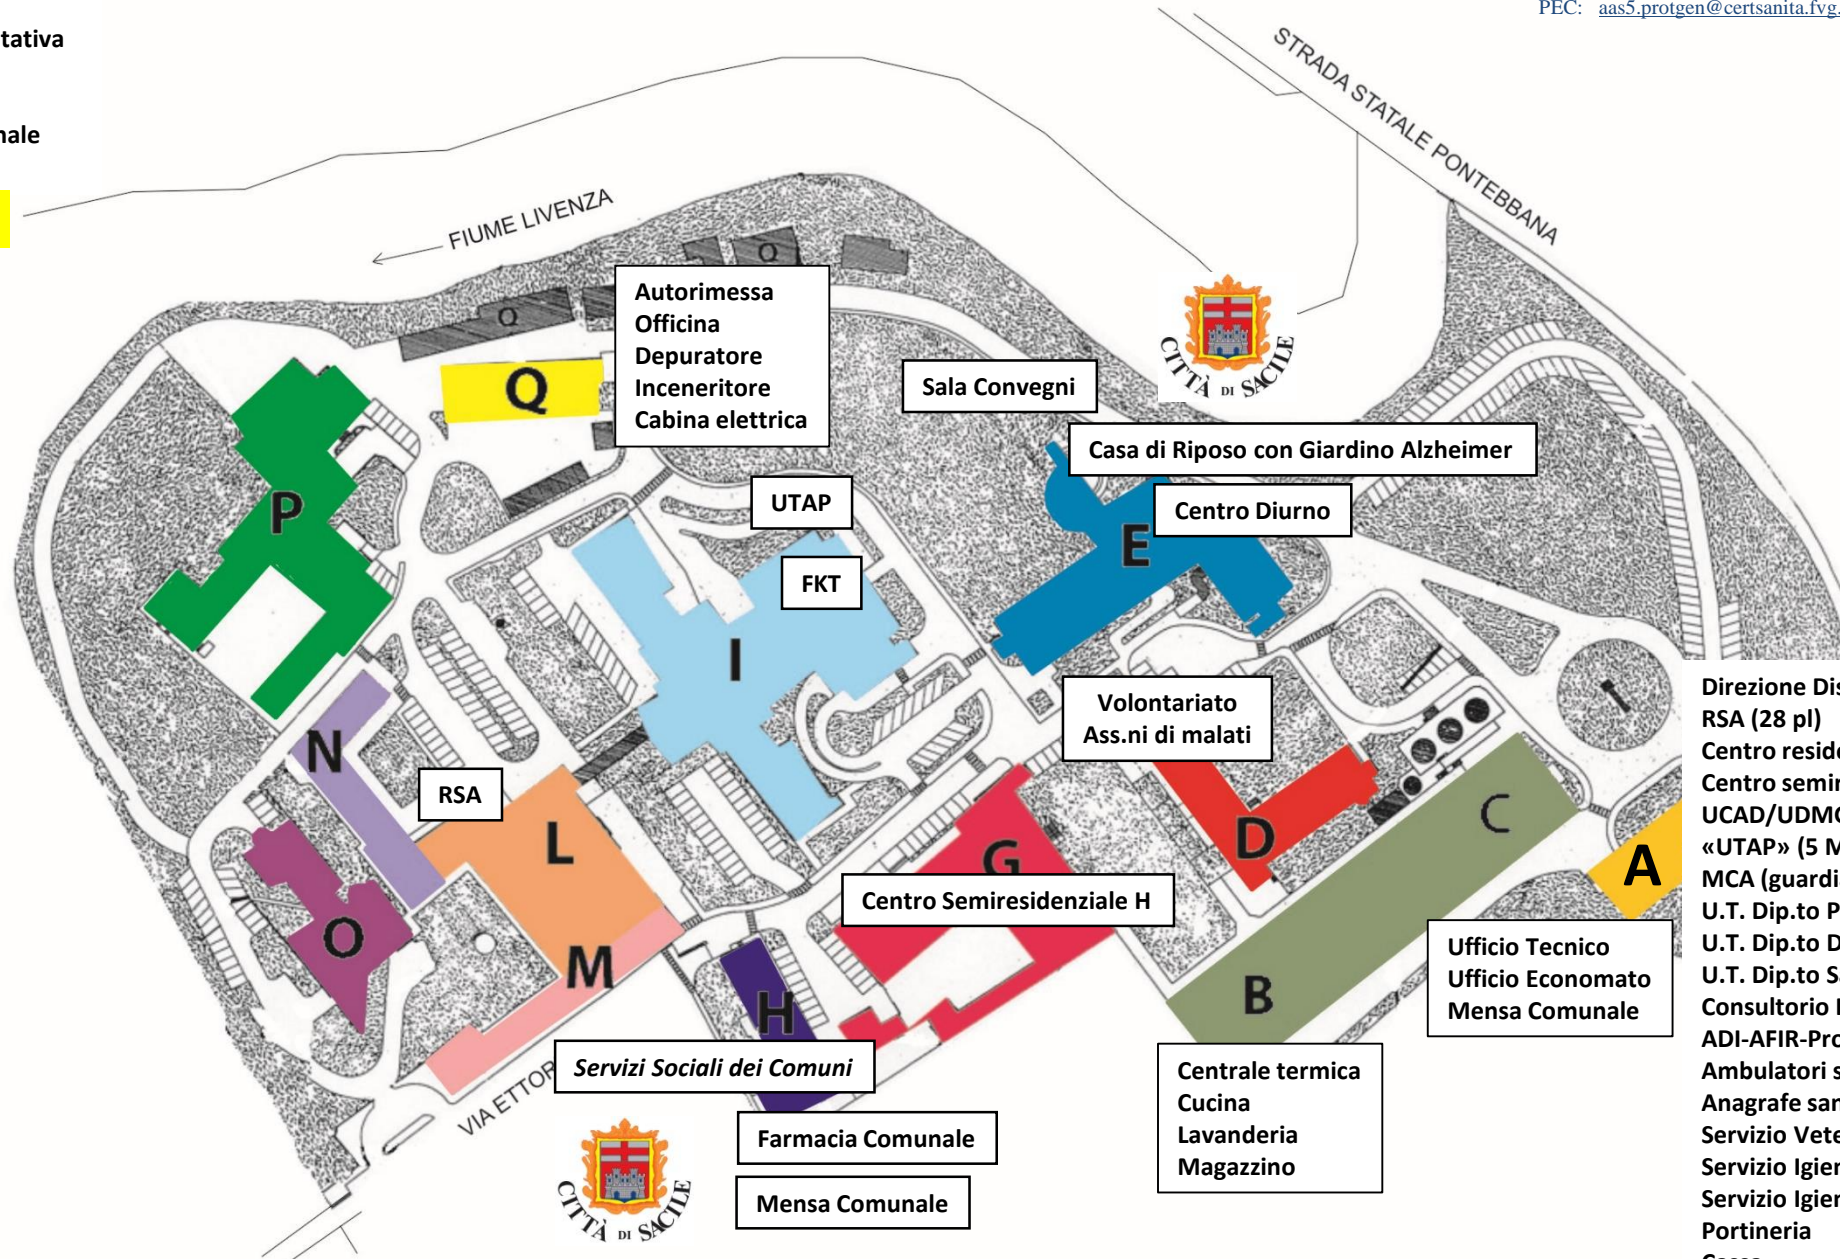 PEC: aas5.protgen@certsanita.fvg.
tativa
nale
STRADA STATALE PONTEBBANA
FIUME LIVENZA
Q
Q
Autorimessa
Officina
Depuratore
Inceneritore
Cabina elettrica
CITTÀ DI SACILE
Sala Convegni
Q
Casa di Riposo con Giardino Alzheimer
P
UTAP
Centro Diurno
E
FKT
I
Volontariato
Ass.ni di malati
N
RSA
L
G
D
C
A
Centro Semiresidenziale H
O
M
H
B
Ufficio Tecnico
Ufficio Economato
Mensa Comunale
Servizi Sociali dei Comuni
VIA ETTOR
Centrale termica
Cucina
Lavanderia
Magazzino
Farmacia Comunale
Mensa Comunale
CITTÀ DI SACILE
Direzione Dis
RSA (28 pl)
Centro reside
Centro semir
UCAD/UDMG
«UTAP» (5 M
MCA (guardi
U.T. Dip.to P
U.T. Dip.to D
U.T. Dip.to S
Consultorio
ADI-AFIR-Pro
Ambulatori s
Anagrafe san
Servizio Vete
Servizio Igien
Servizio Igien
Portineria